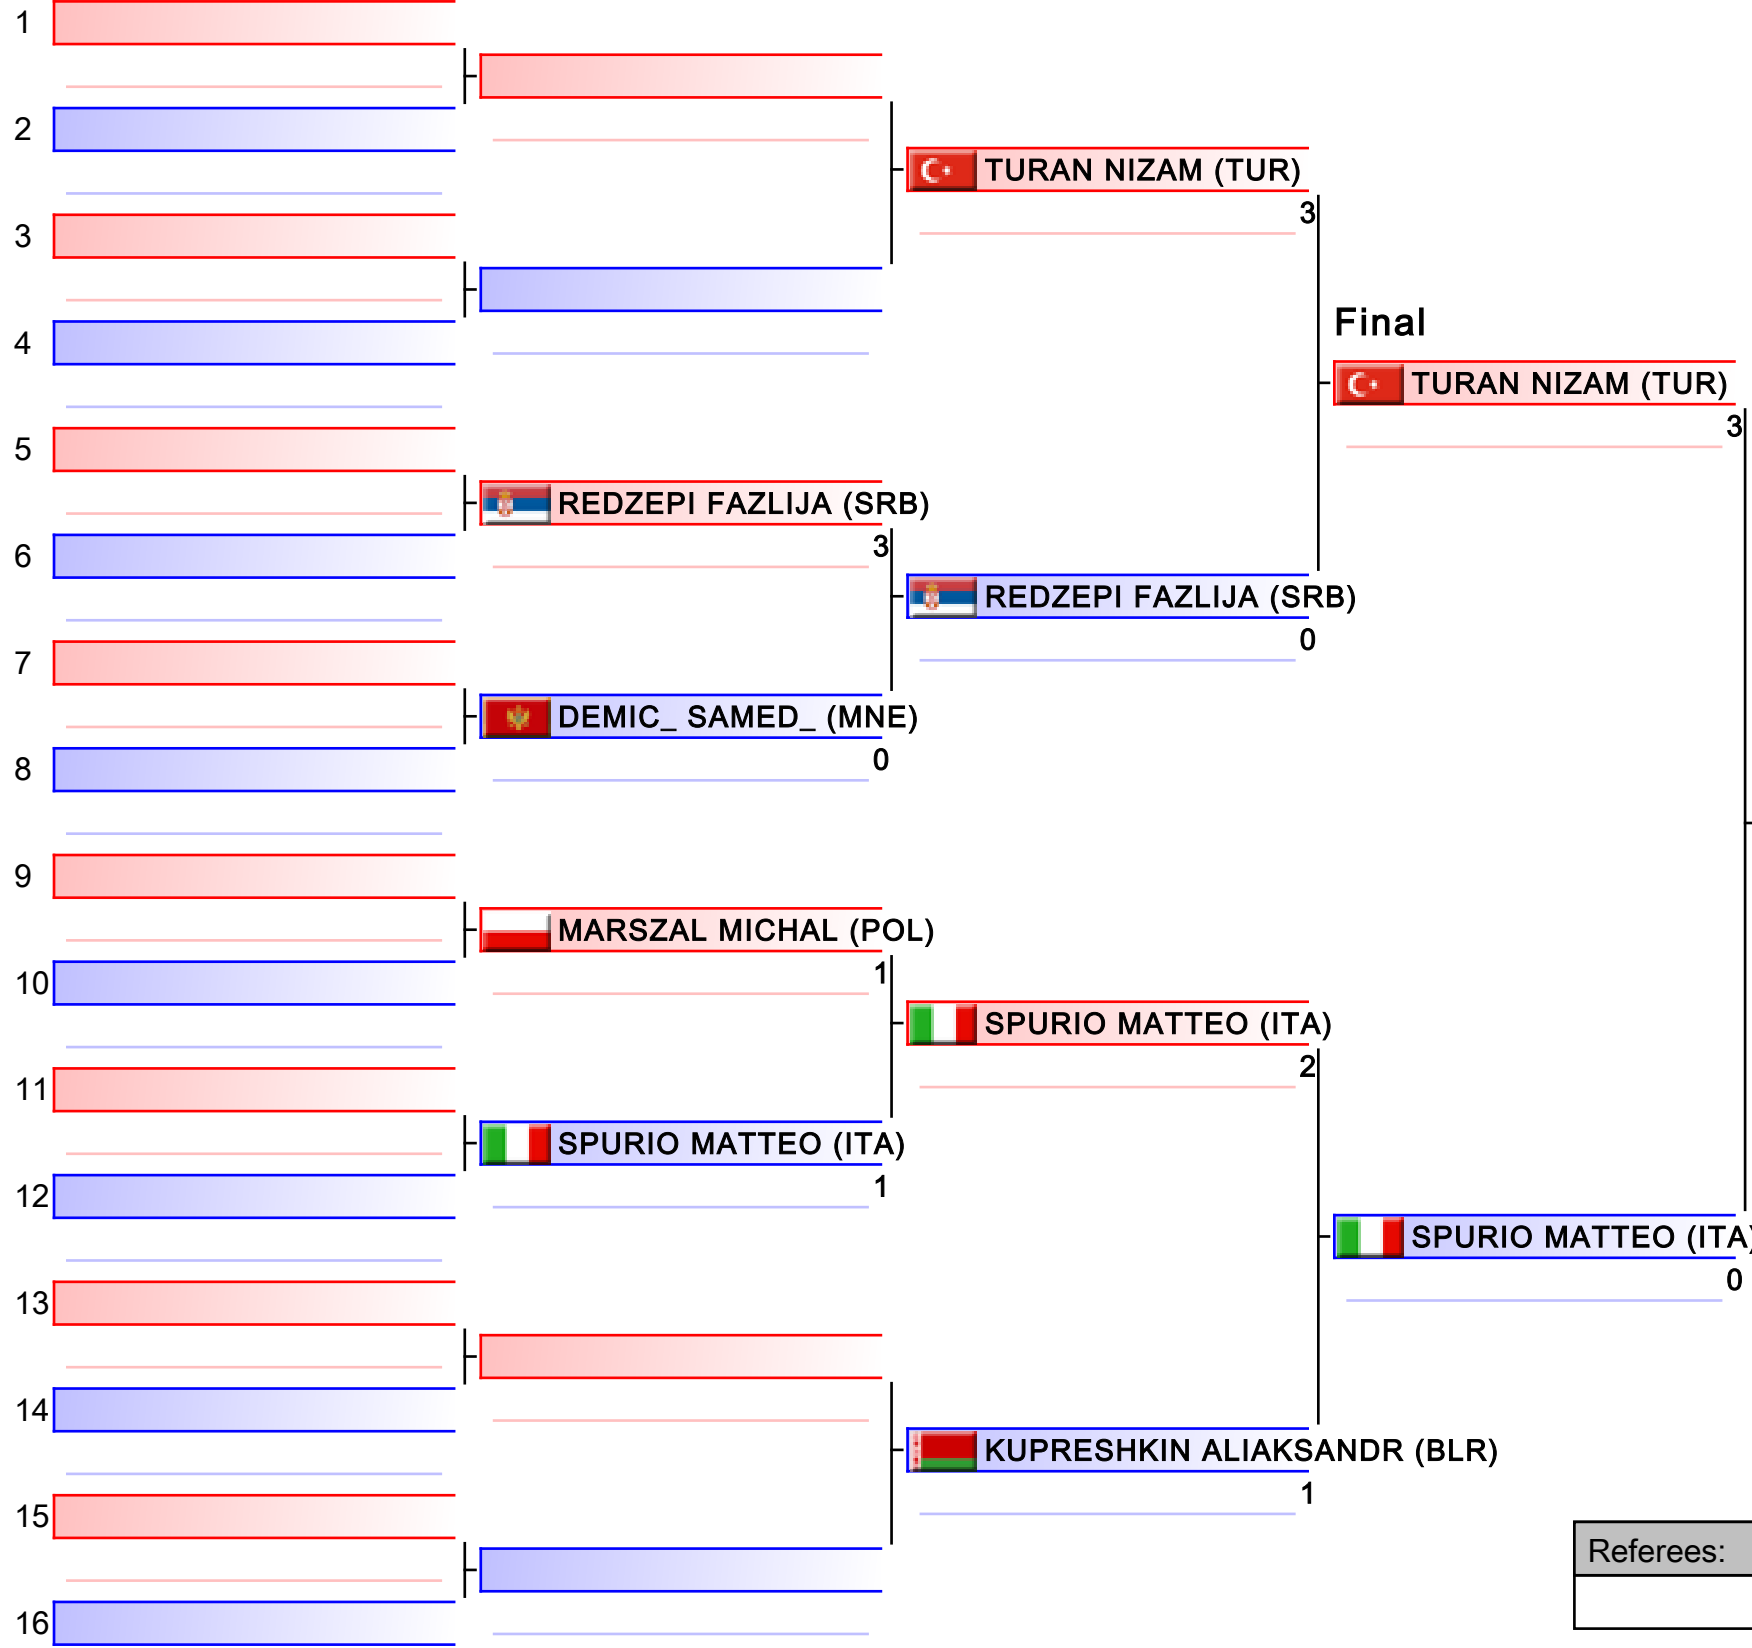 1
2
TURAN NIZAM (TUR)
3
3
Final
4
TURAN NIZAM (TUR)
3
5
REDZEPI FAZLIJA (SRB)
3
6
REDZEPI FAZLIJA (SRB)
0
7
DEMIC_ SAMED_ (MNE)
0
8
9
MARSZAL MICHAL (POL)
1
10
SPURIO MATTEO (ITA)
2
11
SPURIO MATTEO (ITA)
1
12
SPURIO MATTEO (ITA)
0
13
14
KUPRESHKIN ALIAKSANDR (BLR)
1
15
Referees:
16